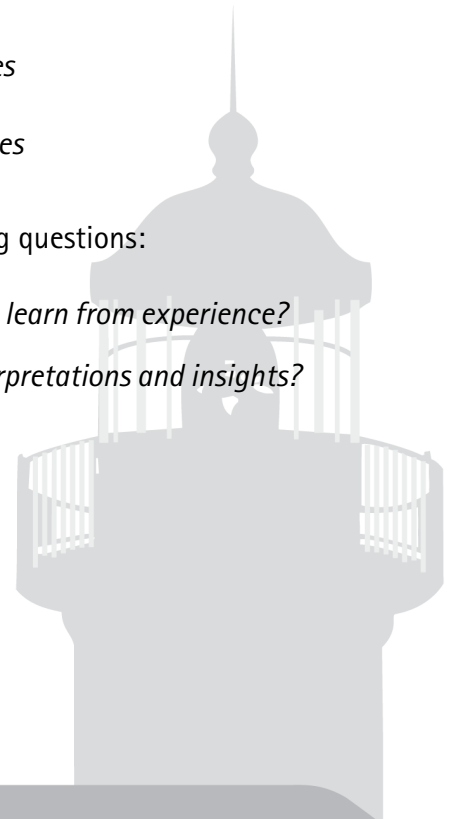 es
es
g questions:
learn from experience?
rpretations and insights?